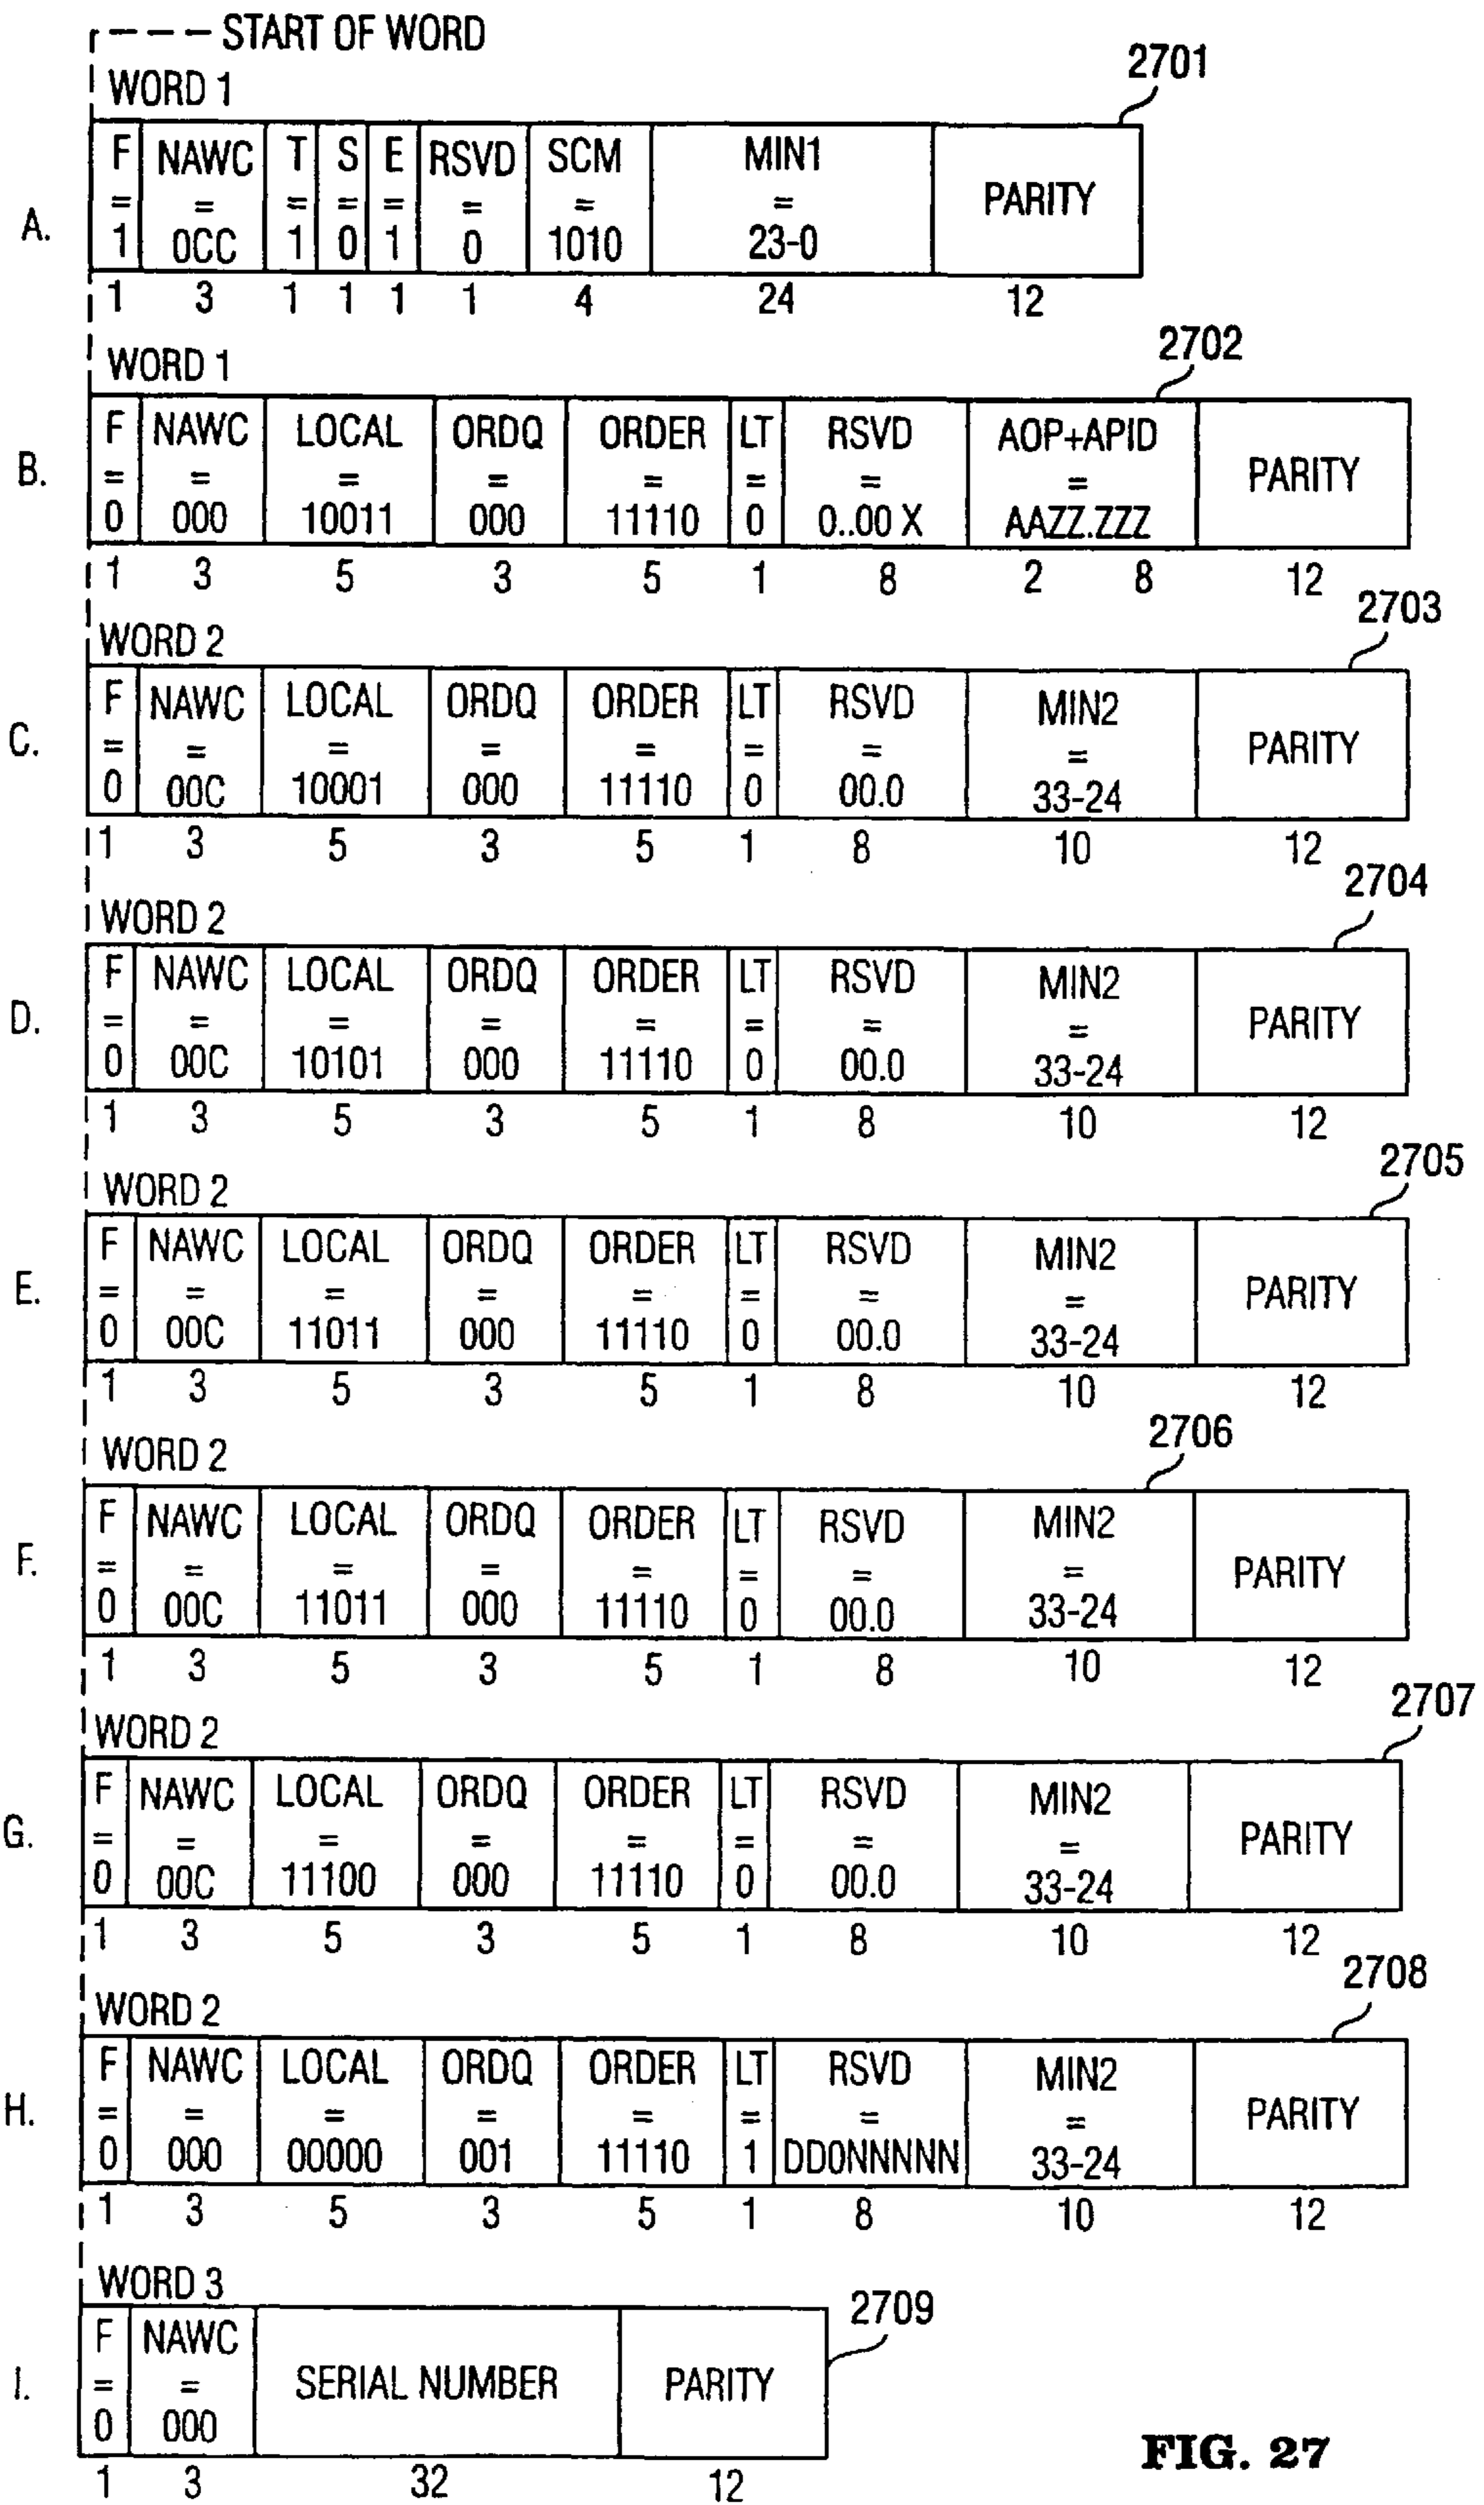 START OF WORD
WORD 1
2701
F NAWC T S E RSVD SCM MIN1 PARITY
= = = = = = = =
A. 1 0CC 1 0 1 0 1010 23-0
1 3 1 1 1 1 4 24 12
WORD 1
2702
F NAWC LOCAL ORDQ ORDER LT RSVD AOP+APID PARITY
= = = = = = = =
B. 0 000 10011 000 11110 0 0..00 X AAZZ.ZZZ
1 3 5 3 5 1 8 2 8 12
WORD 2
2703
F NAWC LOCAL ORDQ ORDER LT RSVD MIN2 PARITY
= = = = = = = =
C. 0 00C 10001 000 11110 0 00.0 33-24
1 3 5 3 5 1 8 10 12
WORD 2
2704
F NAWC LOCAL ORDQ ORDER LT RSVD MIN2 PARITY
= = = = = = = =
D. 0 00C 10101 000 11110 0 00.0 33-24
1 3 5 3 5 1 8 10 12
WORD 2
2705
F NAWC LOCAL ORDQ ORDER LT RSVD MIN2 PARITY
= = = = = = = =
E. 0 00C 11011 000 11110 0 00.0 33-24
1 3 5 3 5 1 8 10 12
WORD 2
2706
F NAWC LOCAL ORDQ ORDER LT RSVD MIN2 PARITY
= = = = = = = =
F. 0 00C 11011 000 11110 0 00.0 33-24
1 3 5 3 5 1 8 10 12
WORD 2
2707
F NAWC LOCAL ORDQ ORDER LT RSVD MIN2 PARITY
= = = = = = = =
G. 0 00C 11100 000 11110 0 00.0 33-24
1 3 5 3 5 1 8 10 12
WORD 2
2708
F NAWC LOCAL ORDQ ORDER LT RSVD MIN2 PARITY
= = = = = = = =
H. 0 000 00000 001 11110 1 DD0NNNNN 33-24
1 3 5 3 5 1 8 10 12
WORD 3
2709
F NAWC SERIAL NUMBER PARITY
= =
I. 0 000
1 3 32 12
FIG. 27